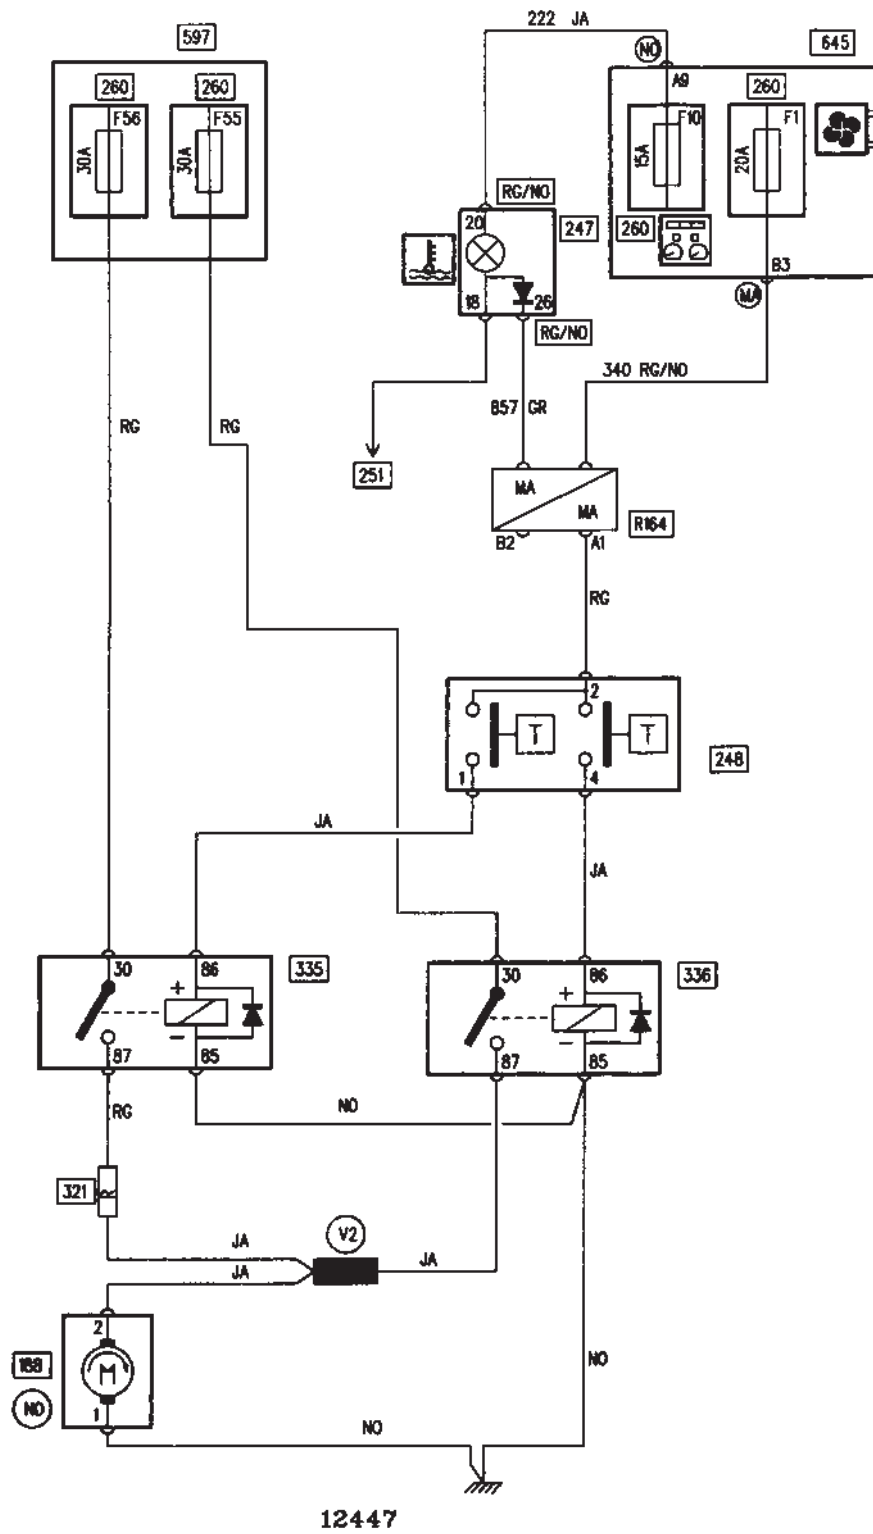 222 JA
597
NO
645
260
260
A9
260
F56
F55
F10
F1
30A
30A
15A
20A
RG/NO
20
247
260
B3
18
26
MA
RG/NO
340 RG/NO
857 GR
RG
RG
251
MA
MA
R164
B2
A1
RG
2
T
T
248
1
4
JA
JA
30
86
335
30
86
336
+
+
-
-
87
85
87
85
RG
NO
321
V2
JA
JA
JA
2
188
M
NO
NO
1
NO
12447